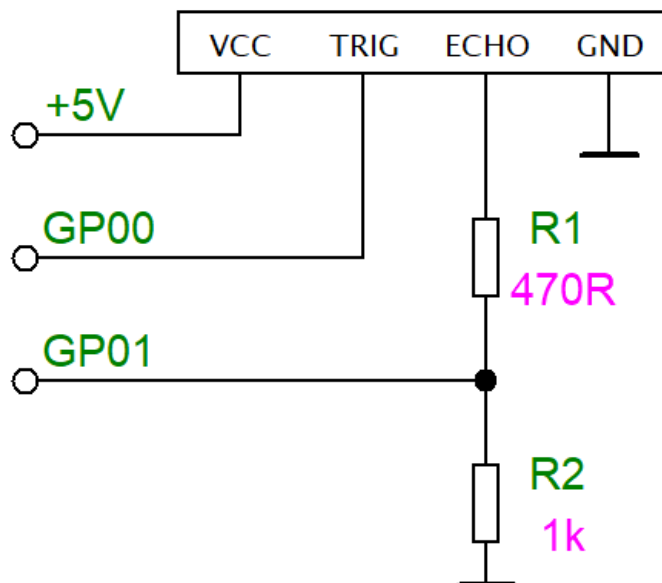 VCC TRIG ECHO GND
+5V
GP00
R1
470R
GP01
R2
1k